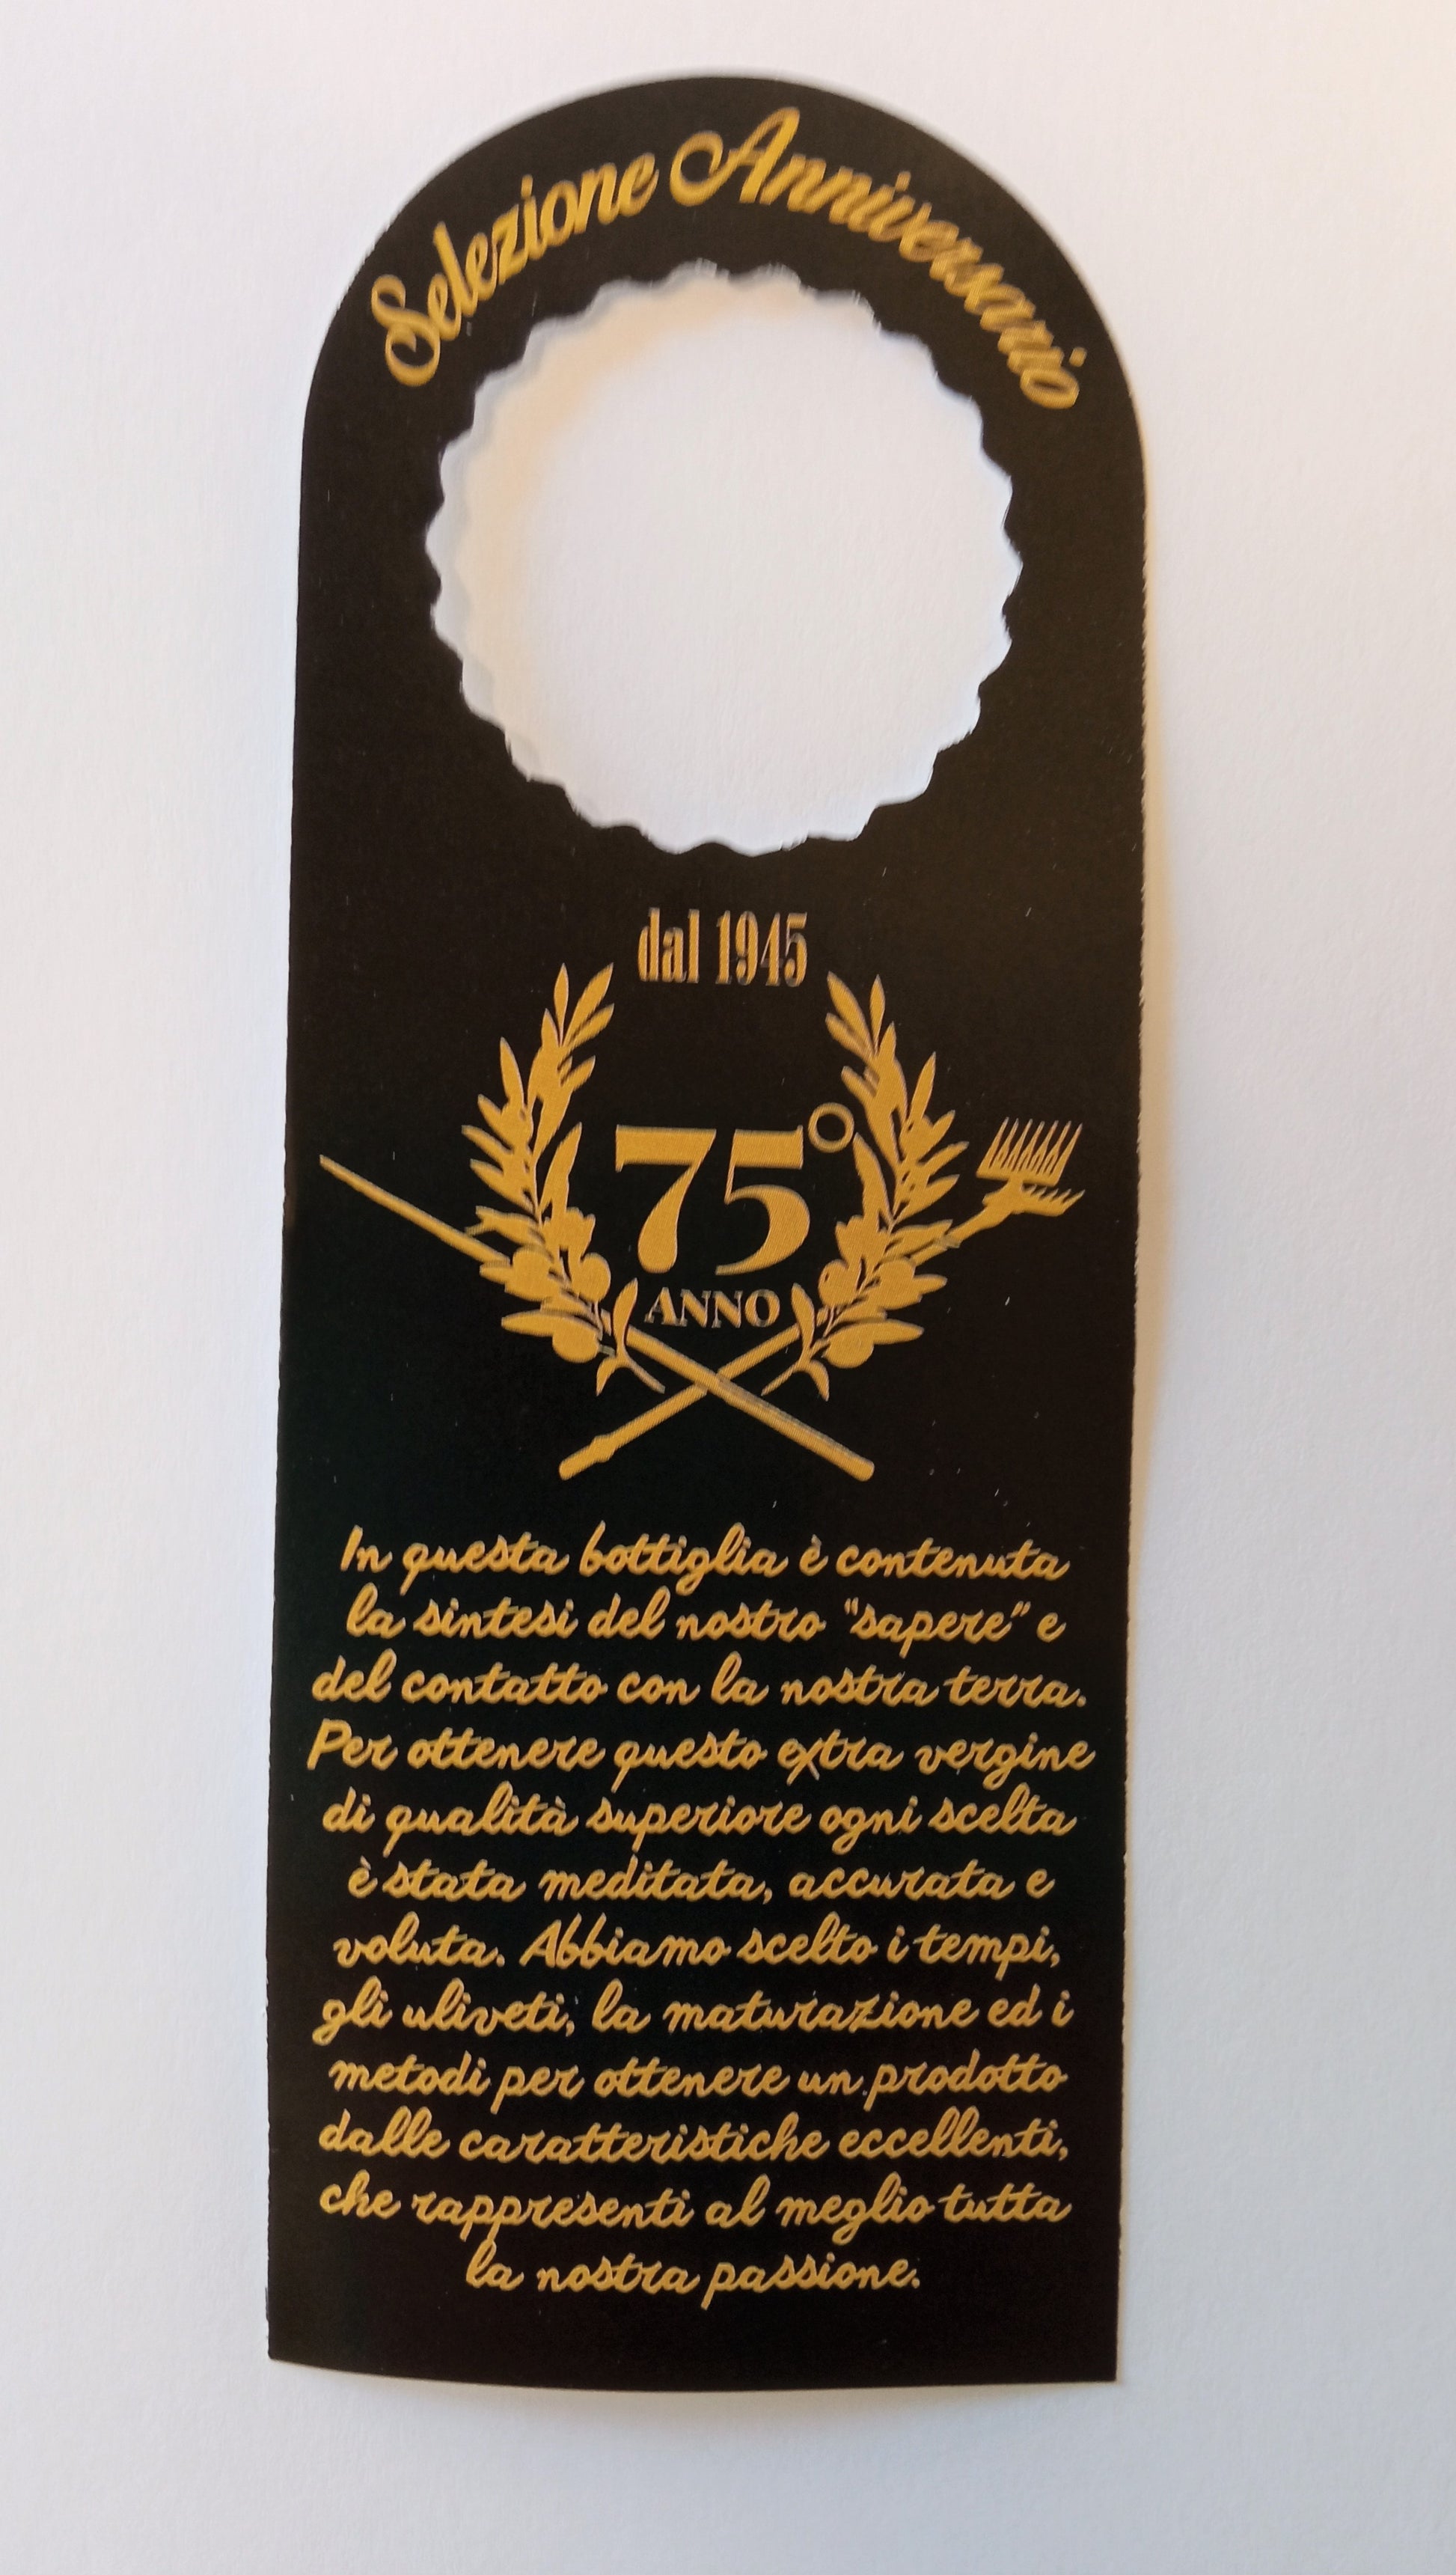 Selezione Anniversario
dal 1945
75°
ANNO
In questa bottiglia è contenuta
la sintesi del nostro "sapere" e
del contatto con la nostra terra.
Per ottenere questo extra vergine
di qualità superiore ogni scelta
è stata meditata, accurata e
voluta. Abbiamo scelto i tempi,
gli uliveti, la maturazione ed i
metodi per ottenere un prodotto
dalle caratteristiche eccellenti,
che rappresenti al meglio tutta
la nostra passione.